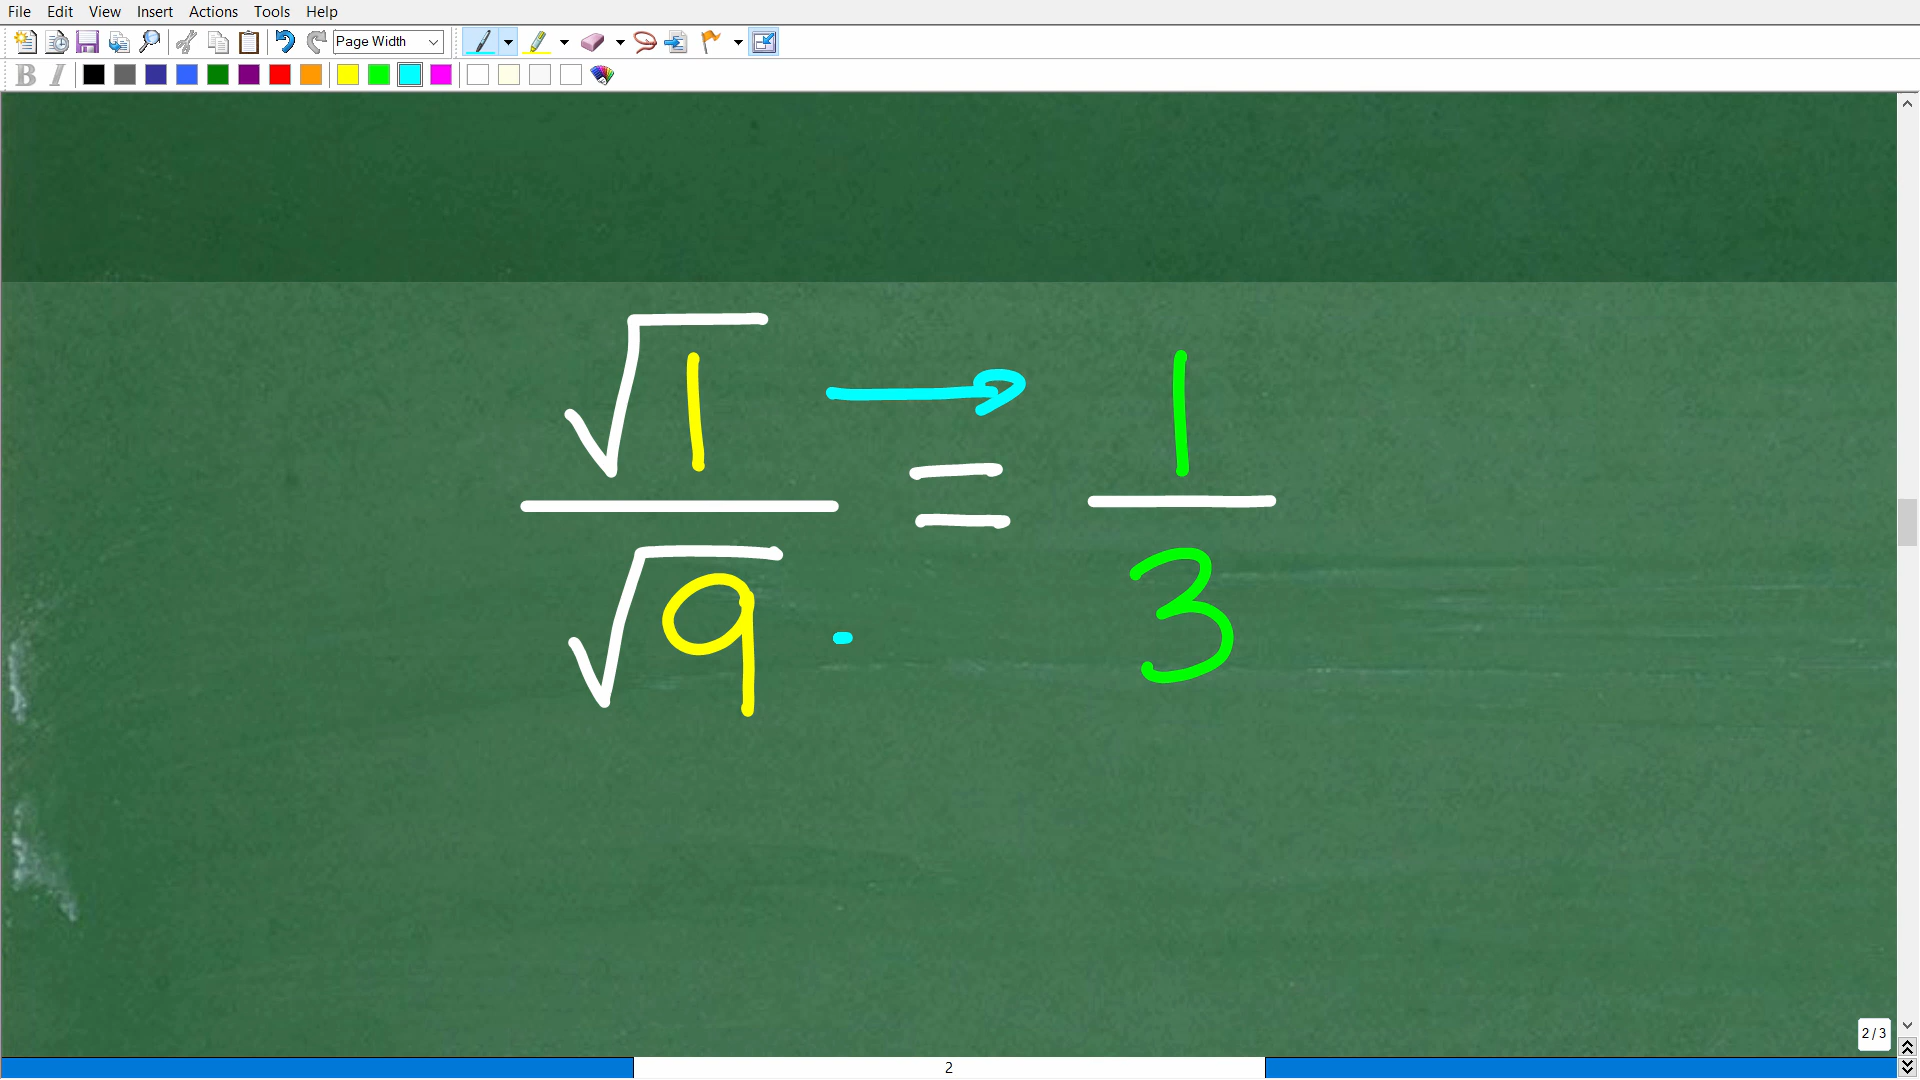 File Edit View Insert Actions Tools Help
Page Width
B I
√1 → 1
=
√9 3
2 / 3
2